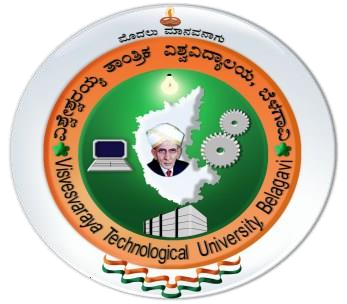 ಮೊದಲು ಮಾನವನಾಗು
ವಿಶ್ವೇಶ್ವರಯ್ಯ ತಾಂತ್ರಿಕ ವಿಶ್ವವಿದ್ಯಾಲಯ, ಬೆಳಗಾವಿ
Visvesvaraya Technological University, Belagavi